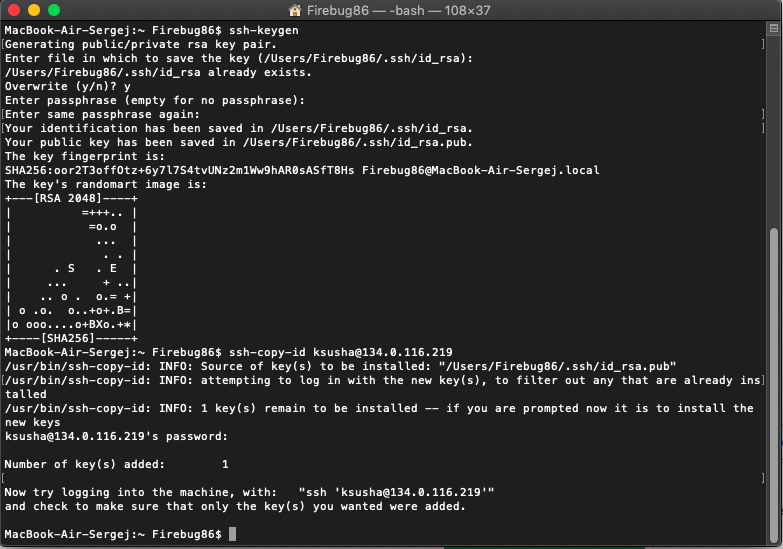 Firebug86 — -bash — 108×37
MacBook-Air-Sergej:~ Firebug86$ ssh-keygen
[Generating public/private rsa key pair. ]
Enter file in which to save the key (/Users/Firebug86/.ssh/id_rsa):
/Users/Firebug86/.ssh/id_rsa already exists.
Overwrite (y/n)? y
Enter passphrase (empty for no passphrase):
[Enter same passphrase again: ]
[Your identification has been saved in /Users/Firebug86/.ssh/id_rsa. ]
Your public key has been saved in /Users/Firebug86/.ssh/id_rsa.pub.
The key fingerprint is:
SHA256:oor2T3offOtz+6y7l7S4tvUNz2m1Ww9hAR0sASfT8Hs Firebug86@MacBook-Air-Sergej.local
The key's randomart image is:
+---[RSA 2048]----+
|          =+++.. |
|           =o.o  |
|            ...  |
|             . . |
|      . S   . E  |
|     ...     + ..|
|    .. o .  o.= +|
| o .o.  o..+o+.B=|
|o ooo....o+BXo.+*|
+----[SHA256]-----+
MacBook-Air-Sergej:~ Firebug86$ ssh-copy-id ksusha@134.0.116.219
/usr/bin/ssh-copy-id: INFO: Source of key(s) to be installed: "/Users/Firebug86/.ssh/id_rsa.pub"
[/usr/bin/ssh-copy-id: INFO: attempting to log in with the new key(s), to filter out any that are already ins]
talled
/usr/bin/ssh-copy-id: INFO: 1 key(s) remain to be installed -- if you are prompted now it is to install the
new keys
ksusha@134.0.116.219's password:
Number of key(s) added:        1
[ ]
Now try logging into the machine, with:   "ssh 'ksusha@134.0.116.219'"
and check to make sure that only the key(s) you wanted were added.
MacBook-Air-Sergej:~ Firebug86$